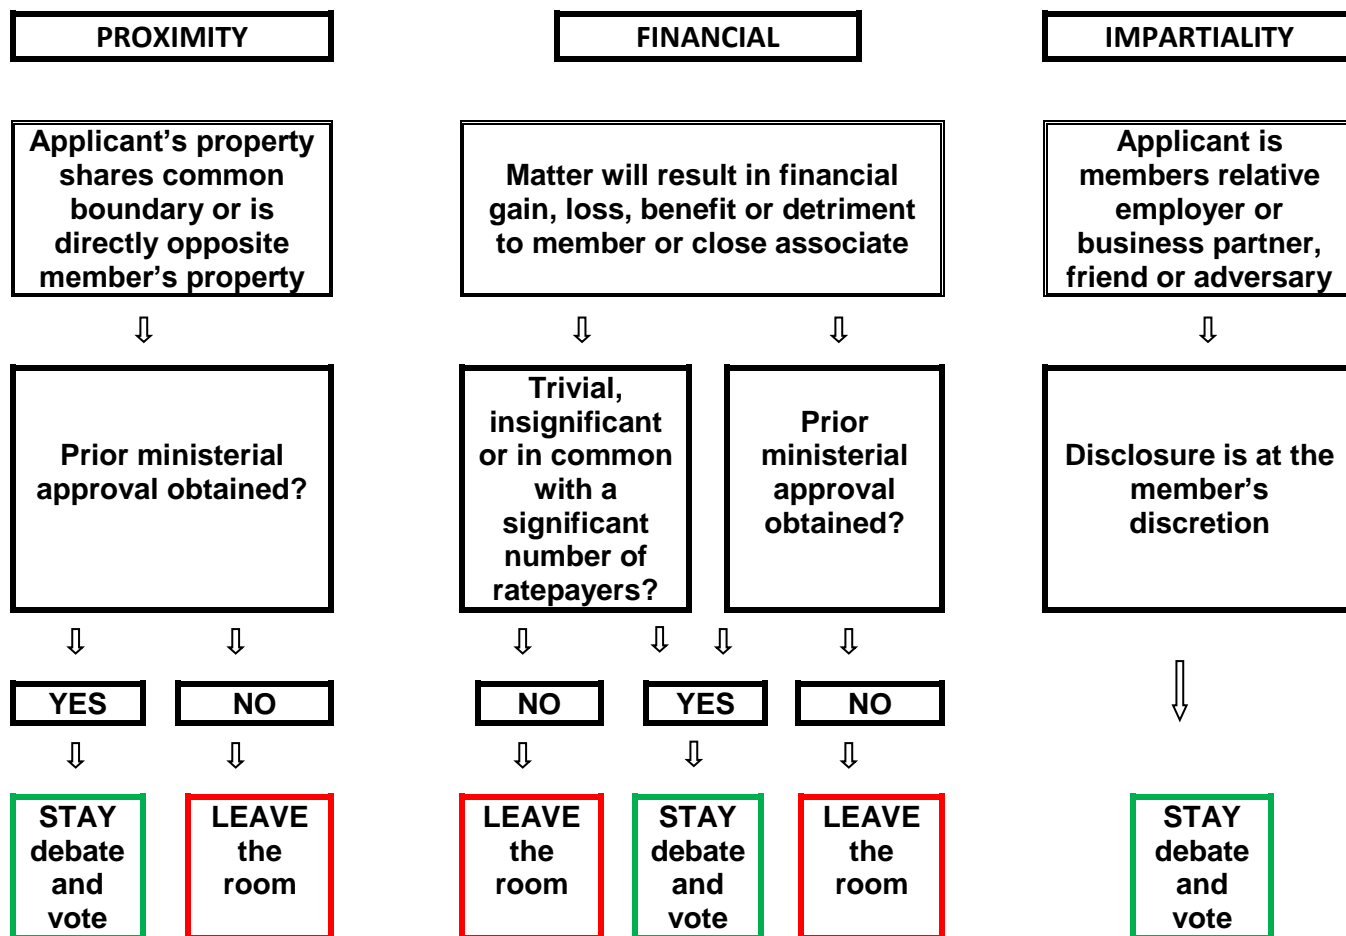 PROXIMITY
FINANCIAL
IMPARTIALITY
Applicant’s property
shares common
boundary or is
directly opposite
member’s property
Matter will result in financial
gain, loss, benefit or detriment
to member or close associate
Applicant is
members relative
employer or
business partner,
friend or adversary
Prior ministerial
approval obtained?
Trivial,
insignificant
or in common
with a
significant
number of
ratepayers?
Prior
ministerial
approval
obtained?
Disclosure is at the
member’s
discretion
YES
NO
NO
YES
NO
STAY
debate
and
vote
LEAVE
the
room
LEAVE
the
room
STAY
debate
and
vote
LEAVE
the
room
STAY
debate
and
vote